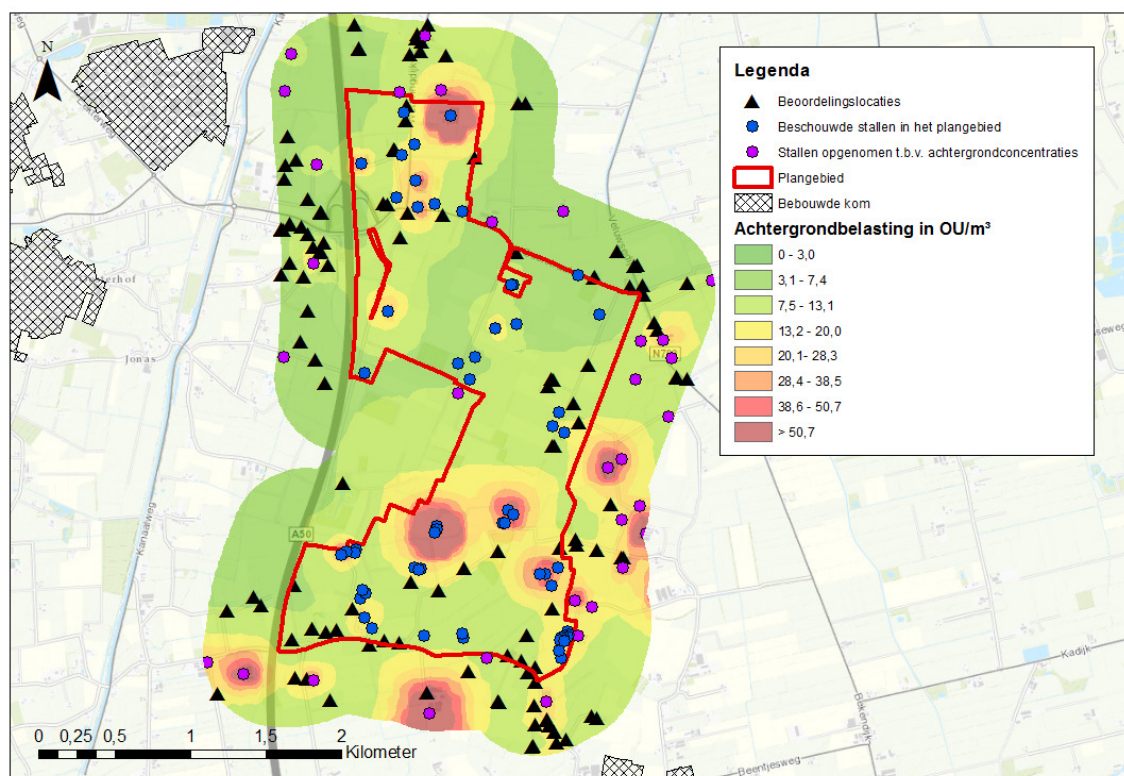 N
Legenda
Beoordelingslocaties
Beschouwde stallen in het plangebied
Stallen opgenomen t.b.v. achtergrondconcentraties
Plangebied
Bebouwde kom
Achtergrondbelasting in OU/m³
0 - 3,0
3,1 - 7,4
7,5 - 13,1
13,2 - 20,0
20,1- 28,3
28,4 - 38,5
38,6 - 50,7
> 50,7
Jonas
A50
Kanaalweg
Kadijk
Beentjesweg
0 0,25 0,5 1 1,5 2
Kilometer